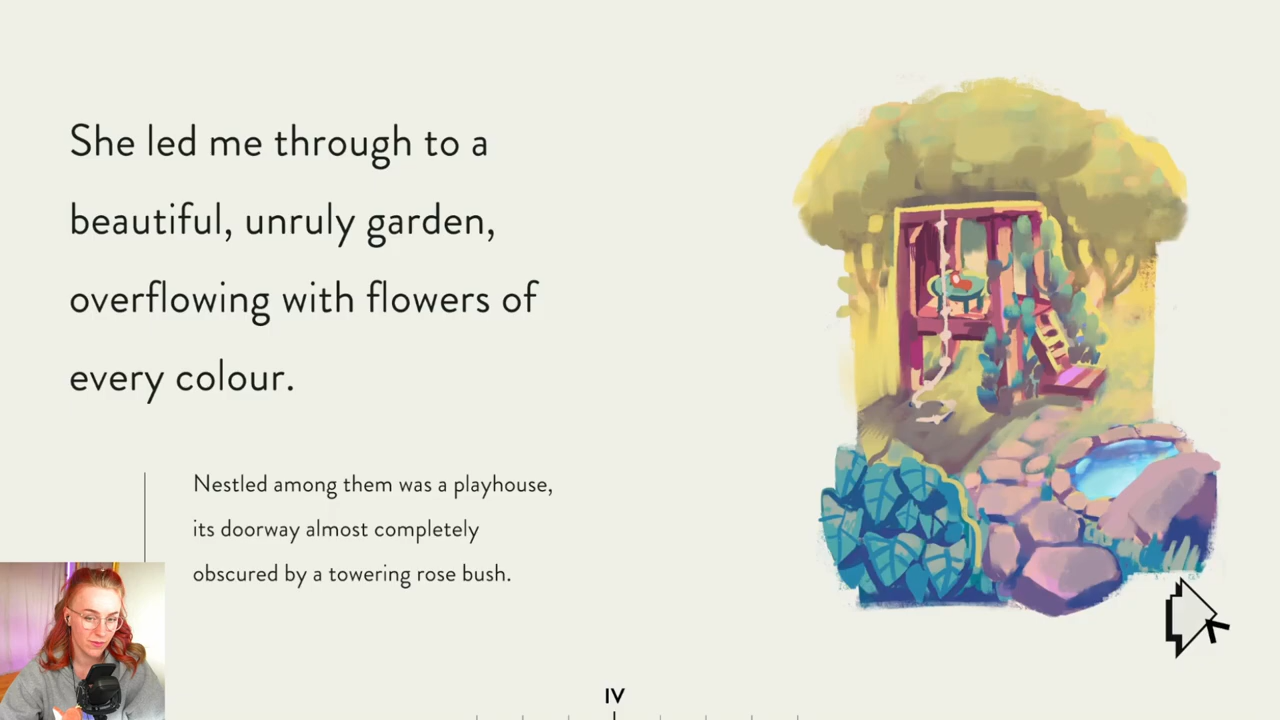 She led me through to a
beautiful, unruly garden,
overflowing with flowers of
every colour.
Nestled among them was a playhouse,
its doorway almost completely
obscured by a towering rose bush.
IV